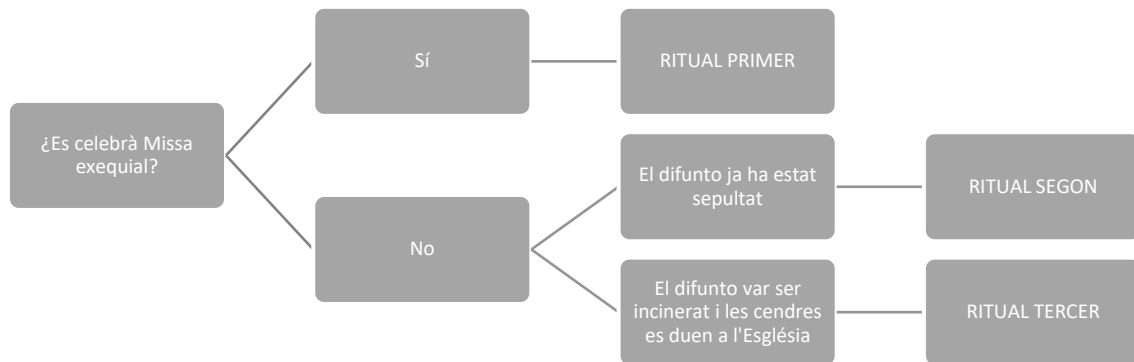 ¿Es celebrà Missa
exequial?
Sí
RITUAL PRIMER
No
El difunto ja ha estat
sepultat
RITUAL SEGON
El difunto var ser
incinerat i les cendres
es duen a l'Església
RITUAL TERCER